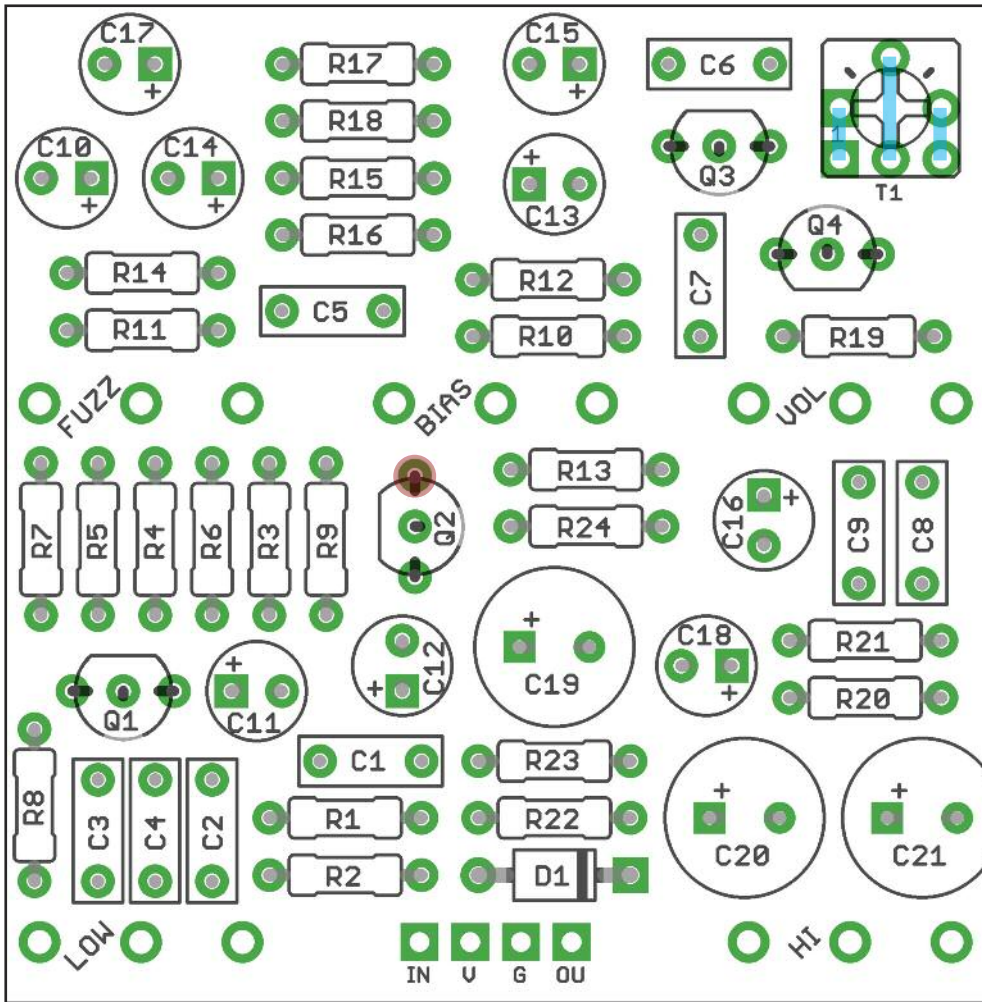 C17
R17
C15
C6
R18
1
C10
C14
R15
Q3
T1
C13
R16
Q4
R14
R12
C7
C5
R11
R10
R19
FUZZ
BIAS
VOL
R13
R7
R5
R4
R6
R3
R9
Q2
R24
C16
C9
C8
C12
C18
R21
C19
R20
Q1
C11
C1
R23
R8
C3
C4
C2
R1
R22
C20
C21
R2
D1
LOW
HI
IN V G OU